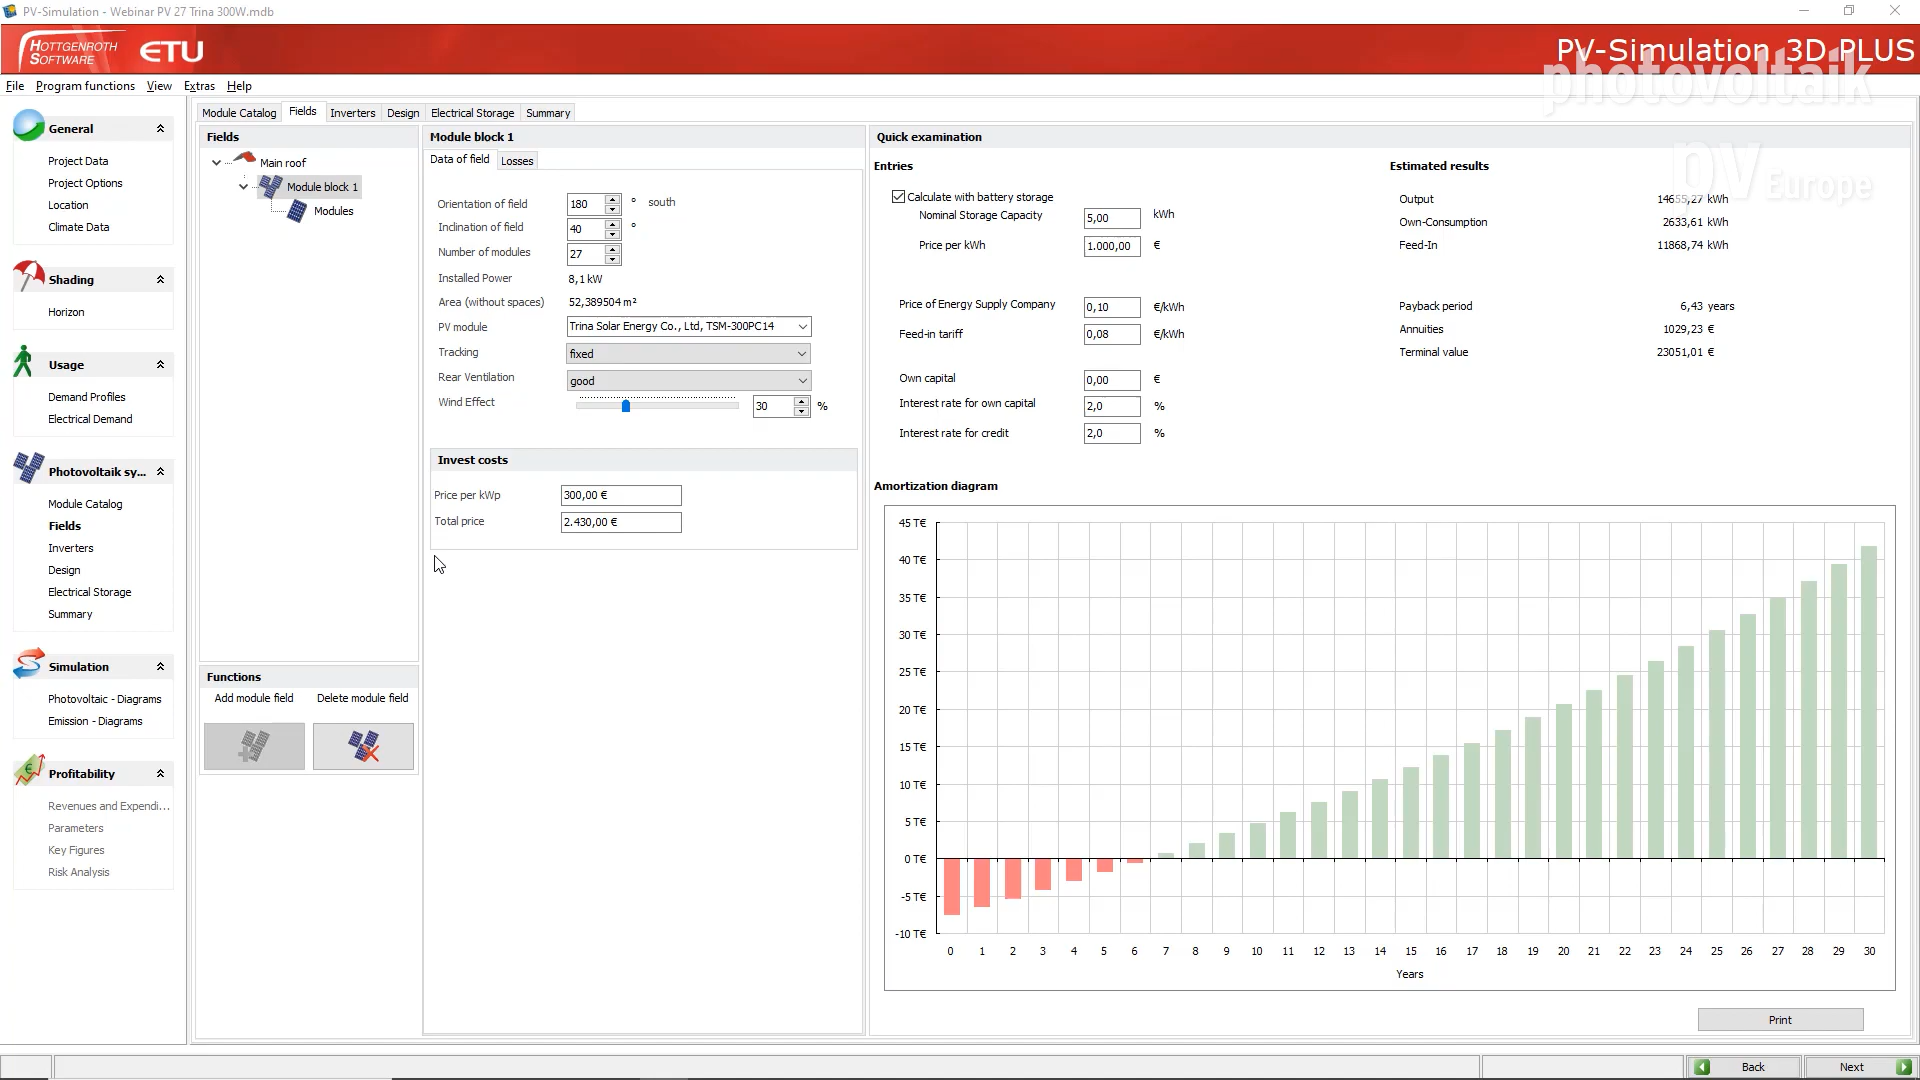 PV-Simulation - Webinar PV 27 Trina 300W.mdb
HOTTGENROTH
SOFTWARE
ETU
PV-Simulation 3D PLUS
photovoltaik
File Program functions View Extras Help
General
Project Data
Project Options
Location
Climate Data
Shading
Horizon
Usage
Demand Profiles
Electrical Demand
Photovoltaik sy...
Module Catalog
Fields
Inverters
Design
Electrical Storage
Summary
Simulation
Photovoltaic - Diagrams
Emission - Diagrams
Profitability
Revenues and Expendi...
Parameters
Key Figures
Risk Analysis
Module Catalog Fields Inverters Design Electrical Storage Summary
Fields
Main roof
Module block 1
Modules
Functions
Add module field Delete module field
Module block 1
Data of field Losses
Orientation of field 180 ° south
Inclination of field 40 °
Number of modules 27
Installed Power 8,1 kW
Area (without spaces) 52,389504 m²
PV module Trina Solar Energy Co., Ltd, TSM-300PC14
Tracking fixed
Rear Ventilation good
Wind Effect 30 %
Invest costs
Price per kWp 300,00 €
Total price 2.430,00 €
Quick examination
Entries
Calculate with battery storage
Nominal Storage Capacity 5,00 kWh
Price per kWh 1.000,00 €
Price of Energy Supply Company 0,10 €/kWh
Feed-in tariff 0,08 €/kWh
Own capital 0,00 €
Interest rate for own capital 2,0 %
Interest rate for credit 2,0 %
Estimated results
pv Europe
Output 14655,27 kWh
Own-Consumption 2633,61 kWh
Feed-In 11868,74 kWh
Payback period 6,43 years
Annuities 1029,23 €
Terminal value 23051,01 €
Amortization diagram
45 T€
40 T€
35 T€
30 T€
25 T€
20 T€
15 T€
10 T€
5 T€
0 T€
-5 T€
-10 T€
0 1 2 3 4 5 6 7 8 9 10 11 12 13 14 15 16 17 18 19 20 21 22 23 24 25 26 27 28 29 30
Years
Print
Back Next